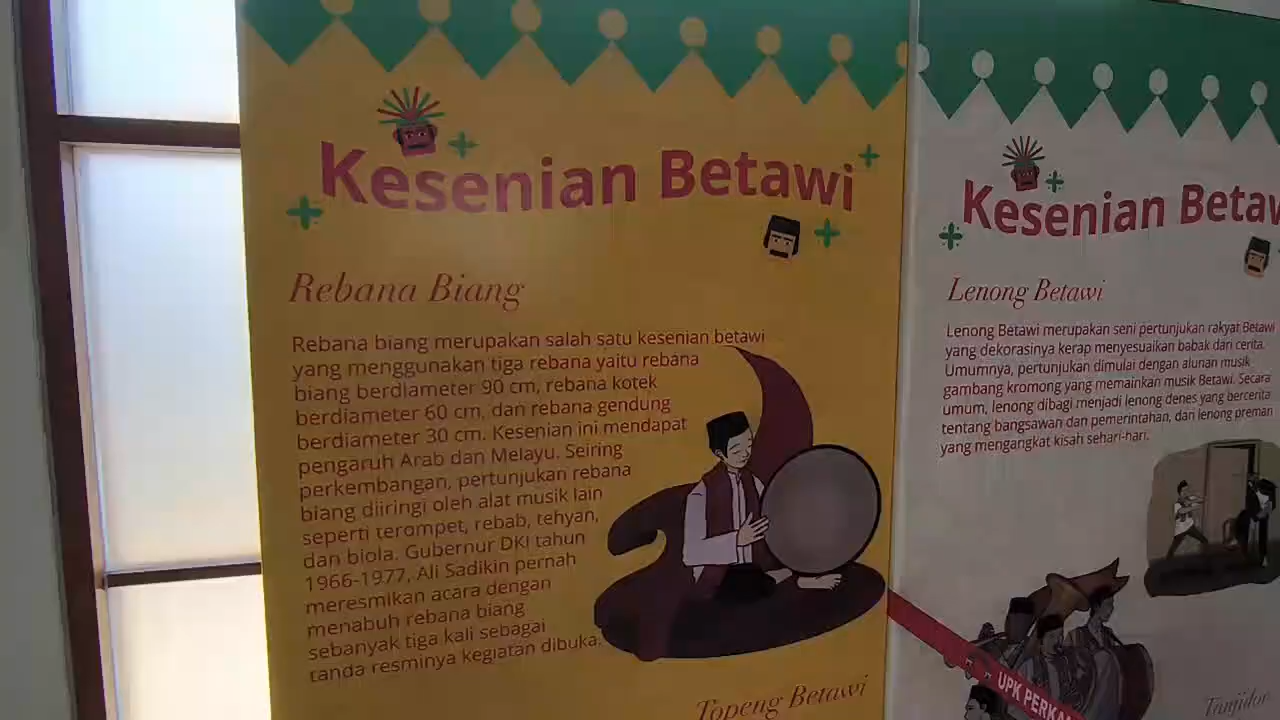 Kesenian Betawi
Rebana Biang
Rebana biang merupakan salah satu kesenian betawi
yang menggunakan tiga rebana yaitu rebana
biang berdiameter 90 cm, rebana kotek
berdiameter 60 cm, dan rebana gendung
berdiameter 30 cm. Kesenian ini mendapat
pengaruh Arab dan Melayu. Seiring
perkembangan, pertunjukan rebana
biang diiringi oleh alat musik lain
seperti terompet, rebab, tehyan,
dan biola. Gubernur DKI tahun
1966-1977, Ali Sadikin pernah
meresmikan acara dengan
menabuh rebana biang
sebanyak tiga kali sebagai
tanda resminya kegiatan dibuka.
Topeng Betawi
Kesenian Betaw
Lenong Betawi
Lenong Betawi merupakan seni pertunjukan rakyat Betawi
yang dekorasinya kerap menyesuaikan babak dari cerita.
Umumnya, pertunjukan dimulai dengan alunan musik
gambang kromong yang memainkan musik Betawi. Secara
umum, lenong dibagi menjadi lenong denes yang bercerita
tentang bangsawan dan pemerintahan, dan lenong preman
yang mengangkat kisah sehari-hari.
UPK PERKA
Tanjidor